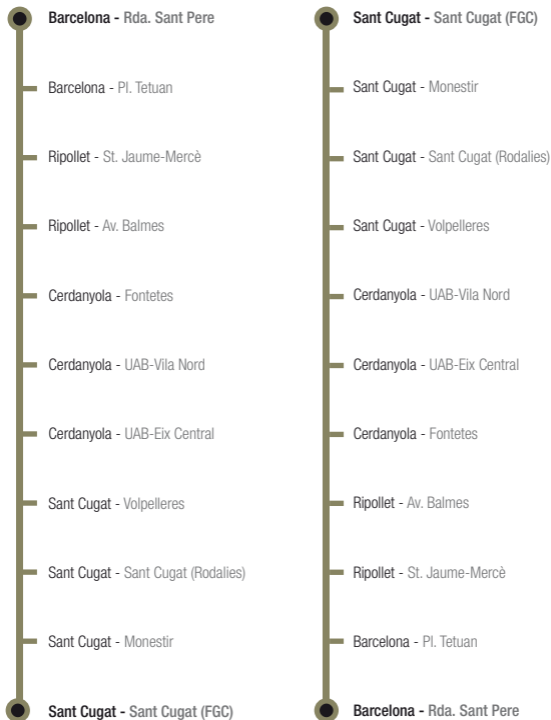 Barcelona - Rda. Sant Pere
Barcelona - Pl. Tetuan
Ripollet - St. Jaume-Mercè
Ripollet - Av. Balmes
Cerdanyola - Fontetes
Cerdanyola - UAB-Vila Nord
Cerdanyola - UAB-Eix Central
Sant Cugat - Volpelleres
Sant Cugat - Sant Cugat (Rodalies)
Sant Cugat - Monestir
Sant Cugat - Sant Cugat (FGC)
Sant Cugat - Sant Cugat (FGC)
Sant Cugat - Monestir
Sant Cugat - Sant Cugat (Rodalies)
Sant Cugat - Volpelleres
Cerdanyola - UAB-Vila Nord
Cerdanyola - UAB-Eix Central
Cerdanyola - Fontetes
Ripollet - Av. Balmes
Ripollet - St. Jaume-Mercè
Barcelona - Pl. Tetuan
Barcelona - Rda. Sant Pere